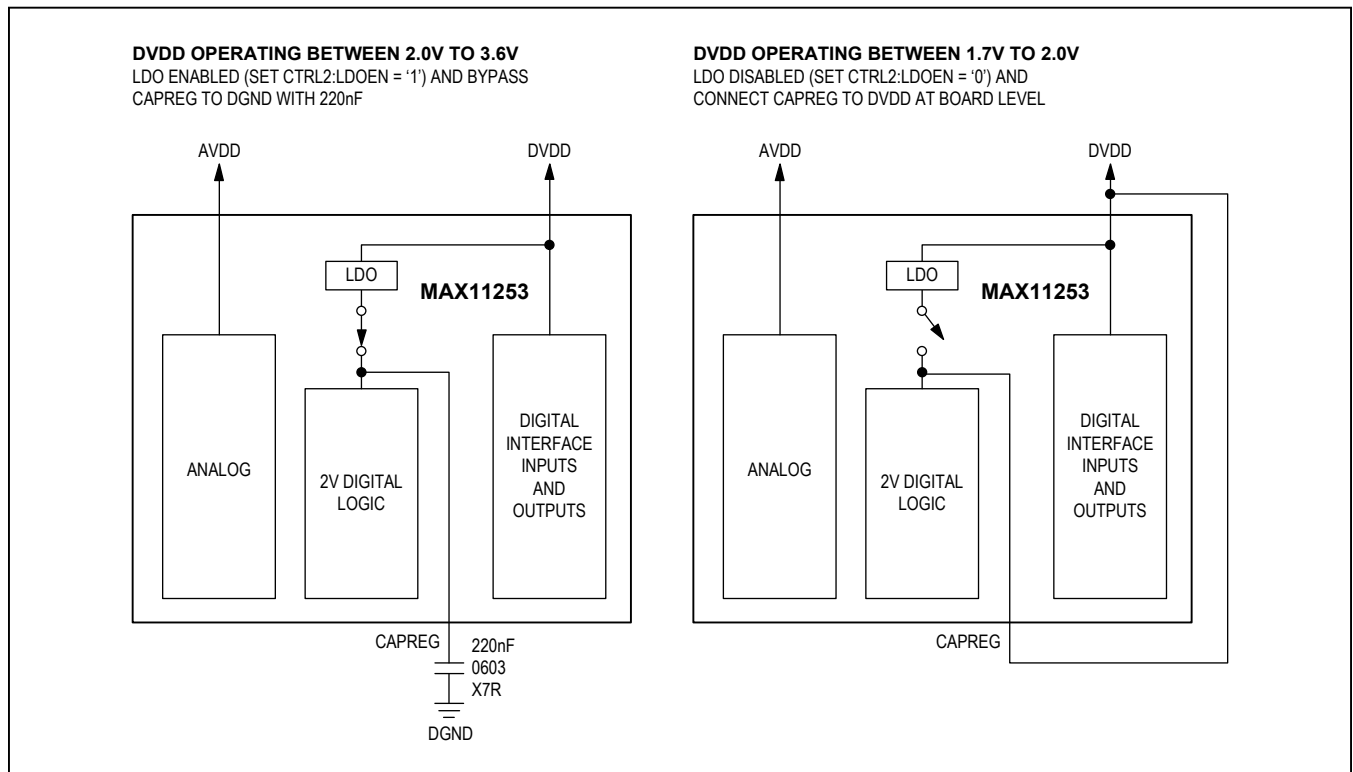 DVDD OPERATING BETWEEN 2.0V TO 3.6V
LDO ENABLED (SET CTRL2:LDOEN = ‘1’) AND BYPASS
CAPREG TO DGND WITH 220nF
AVDD
DVDD
LDO
MAX11253
ANALOG
2V DIGITAL
LOGIC
DIGITAL
INTERFACE
INPUTS
AND
OUTPUTS
CAPREG
220nF
0603
X7R
DGND
DVDD OPERATING BETWEEN 1.7V TO 2.0V
LDO DISABLED (SET CTRL2:LDOEN = ‘0’) AND
CONNECT CAPREG TO DVDD AT BOARD LEVEL
AVDD
DVDD
LDO
MAX11253
ANALOG
2V DIGITAL
LOGIC
DIGITAL
INTERFACE
INPUTS
AND
OUTPUTS
CAPREG